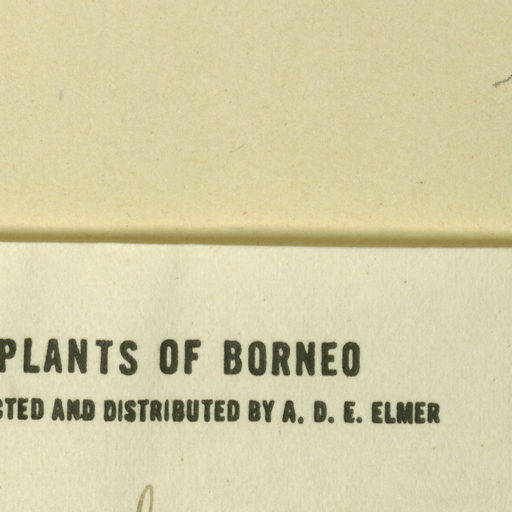 PLANTS OF BORNEO
CTED AND DISTRIBUTED BY A. D. E. ELMER